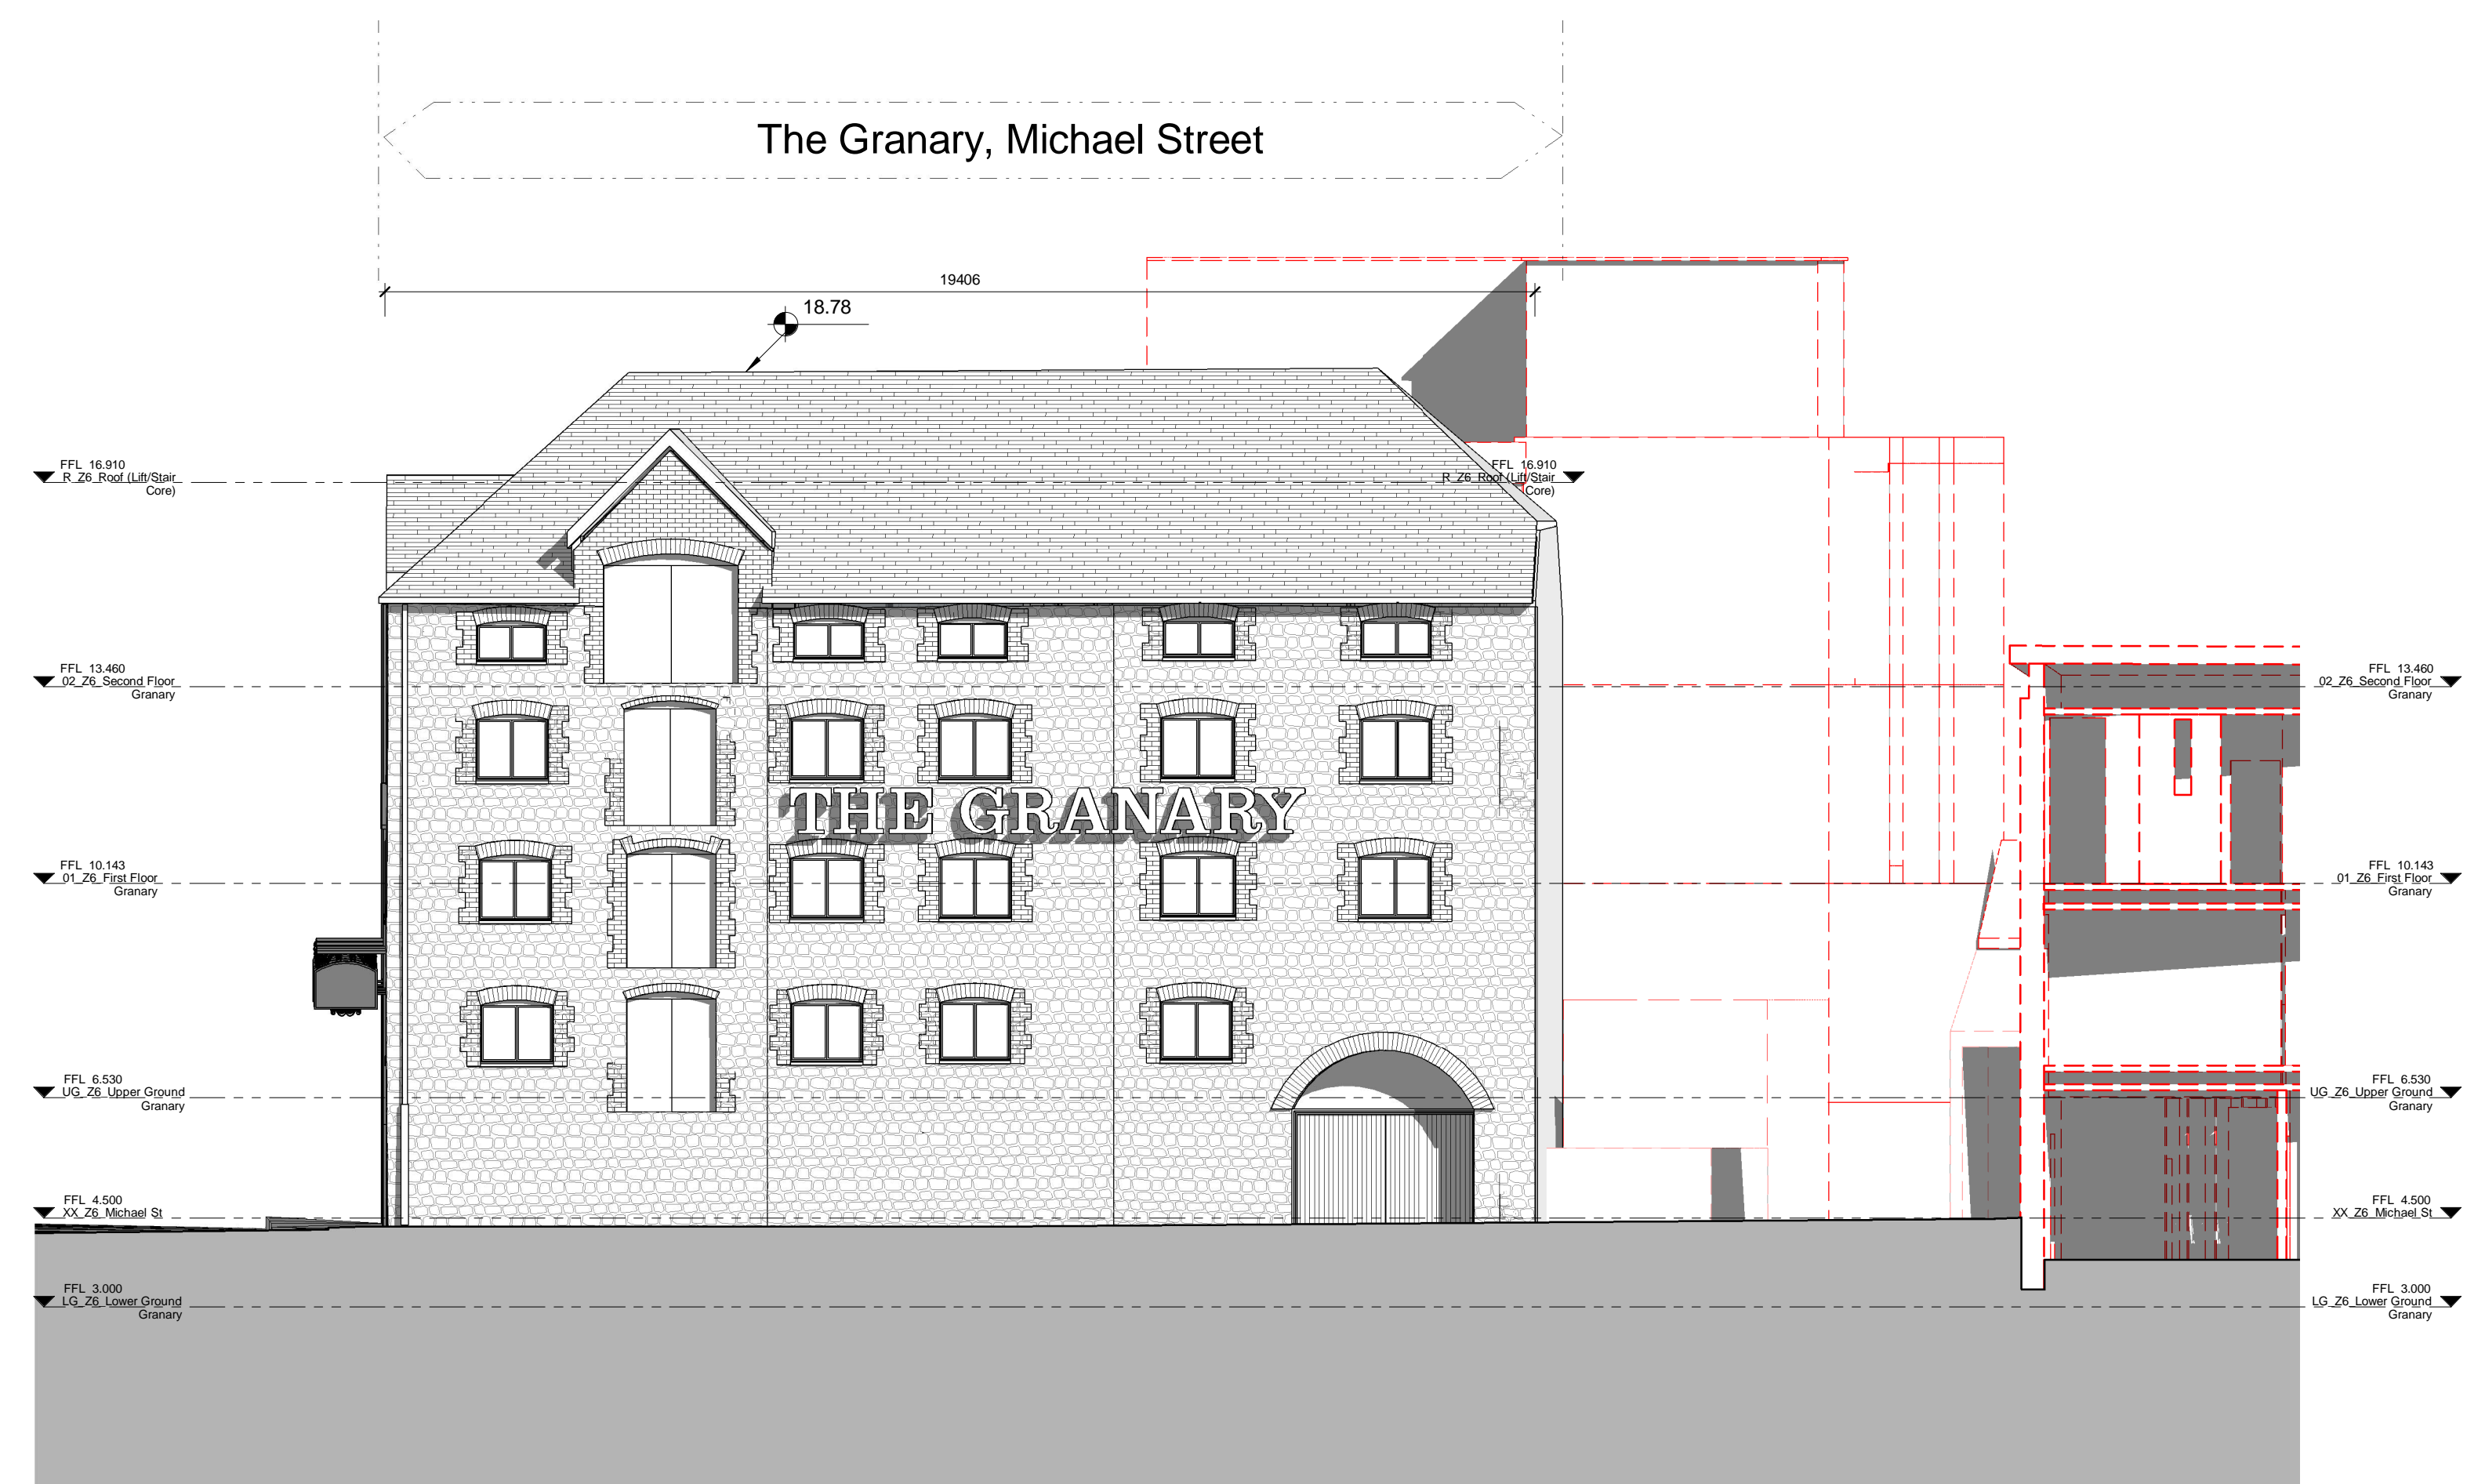 The Granary, Michael Street
19406
18.78
FFL 16.910
R_Z6_Roof (Lift/Stair
Core)
FFL 16.910
R_Z6_Roof (Lift/Stair
Core)
FFL 13.460
02_Z6_Second Floor
Granary
FFL 13.460
02_Z6_Second Floor
Granary
THE GRANARY
FFL 10.143
01_Z6_First Floor
Granary
FFL 10.143
01_Z6_First Floor
Granary
FFL 6.530
UG_Z6_Upper Ground
Granary
FFL 6.530
UG_Z6_Upper Ground
Granary
FFL 4.500
XX_Z6_Michael St
FFL 4.500
XX_Z6_Michael St
FFL 3.000
LG_Z6_Lower Ground
Granary
FFL 3.000
LG_Z6_Lower Ground
Granary